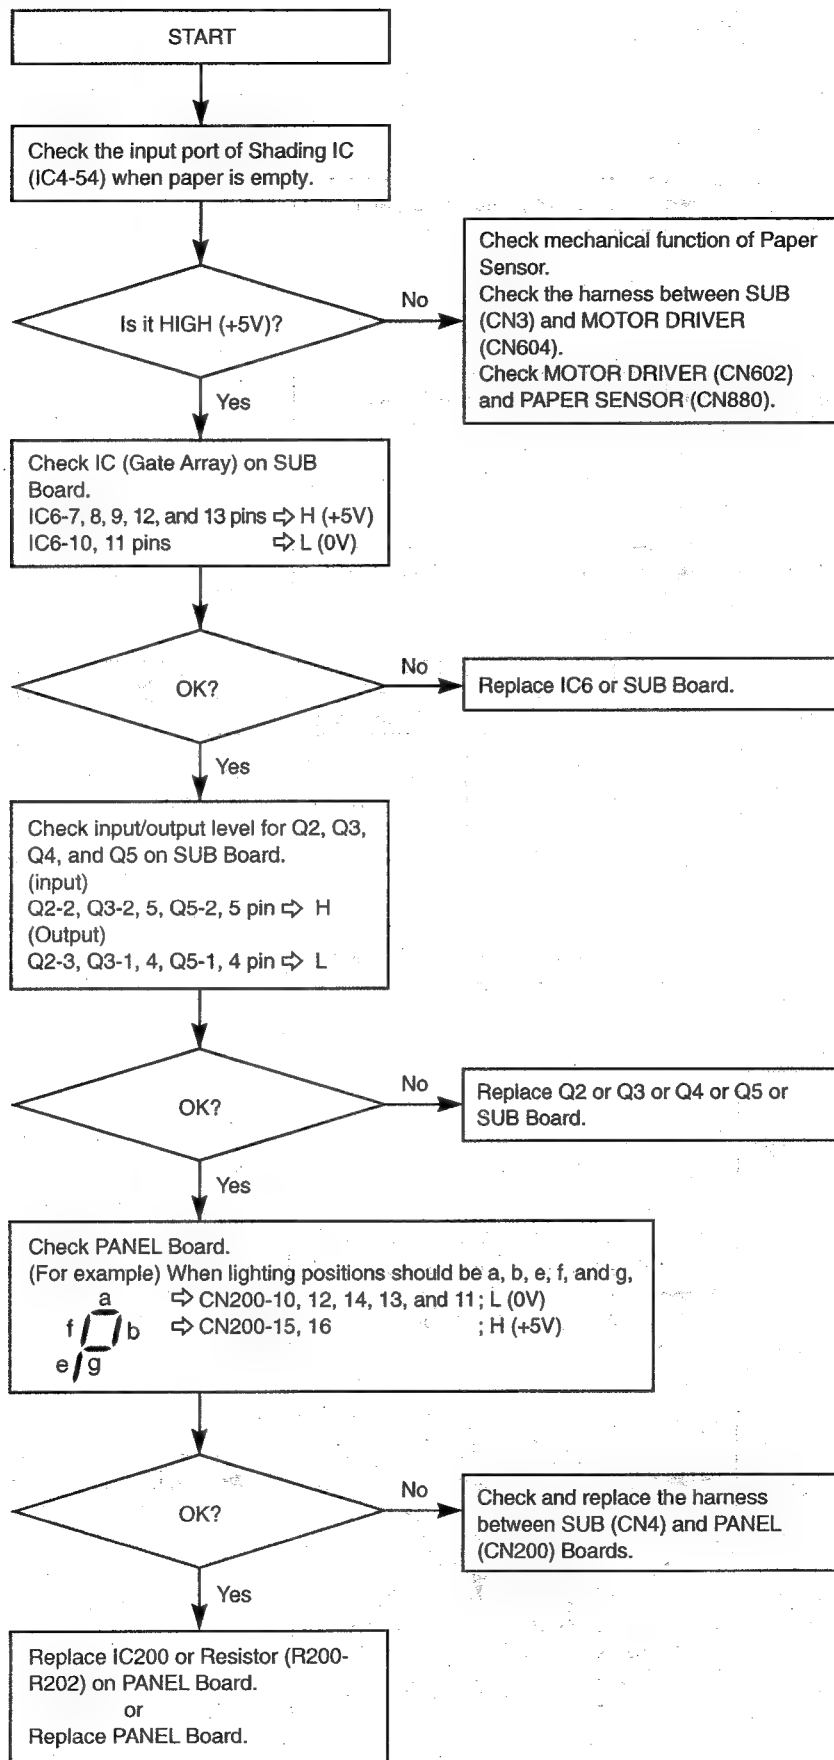 START
Check the input port of Shading IC
(IC4-54) when paper is empty.
Is it HIGH (+5V)?
No
Check mechanical function of Paper
Sensor.
Check the harness between SUB
(CN3) and MOTOR DRIVER
(CN604).
Check MOTOR DRIVER (CN602)
and PAPER SENSOR (CN880).
Yes
Check IC (Gate Array) on SUB
Board.
IC6-7, 8, 9, 12, and 13 pins ⇨ H (+5V)
IC6-10, 11 pins ⇨ L (0V)
OK?
No
Replace IC6 or SUB Board.
Yes
Check input/output level for Q2, Q3,
Q4, and Q5 on SUB Board.
(input)
Q2-2, Q3-2, 5, Q5-2, 5 pin ⇨ H
(Output)
Q2-3, Q3-1, 4, Q5-1, 4 pin ⇨ L
OK?
No
Replace Q2 or Q3 or Q4 or Q5 or
SUB Board.
Yes
Check PANEL Board.
(For example) When lighting positions should be a, b, e, f, and g,
a ⇨ CN200-10, 12, 14, 13, and 11; L (0V)
f b ⇨ CN200-15, 16 ; H (+5V)
e g
OK?
No
Check and replace the harness
between SUB (CN4) and PANEL
(CN200) Boards.
Yes
Replace IC200 or Resistor (R200-
R202) on PANEL Board.
or
Replace PANEL Board.